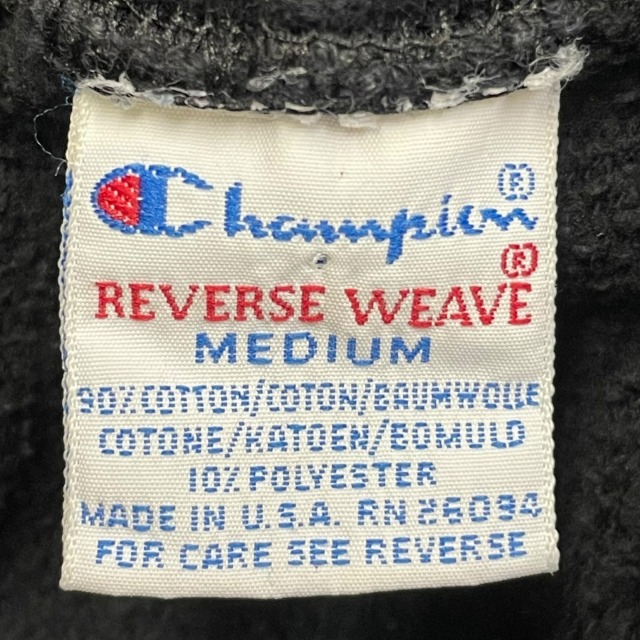 Champion®
REVERSE WEAVE®
MEDIUM
90% COTTON/COTON/BAUMWOLLE
COTONE/KATOEN/BOMULD
10% POLYESTER
MADE IN U.S.A. RN 26094
FOR CARE SEE REVERSE